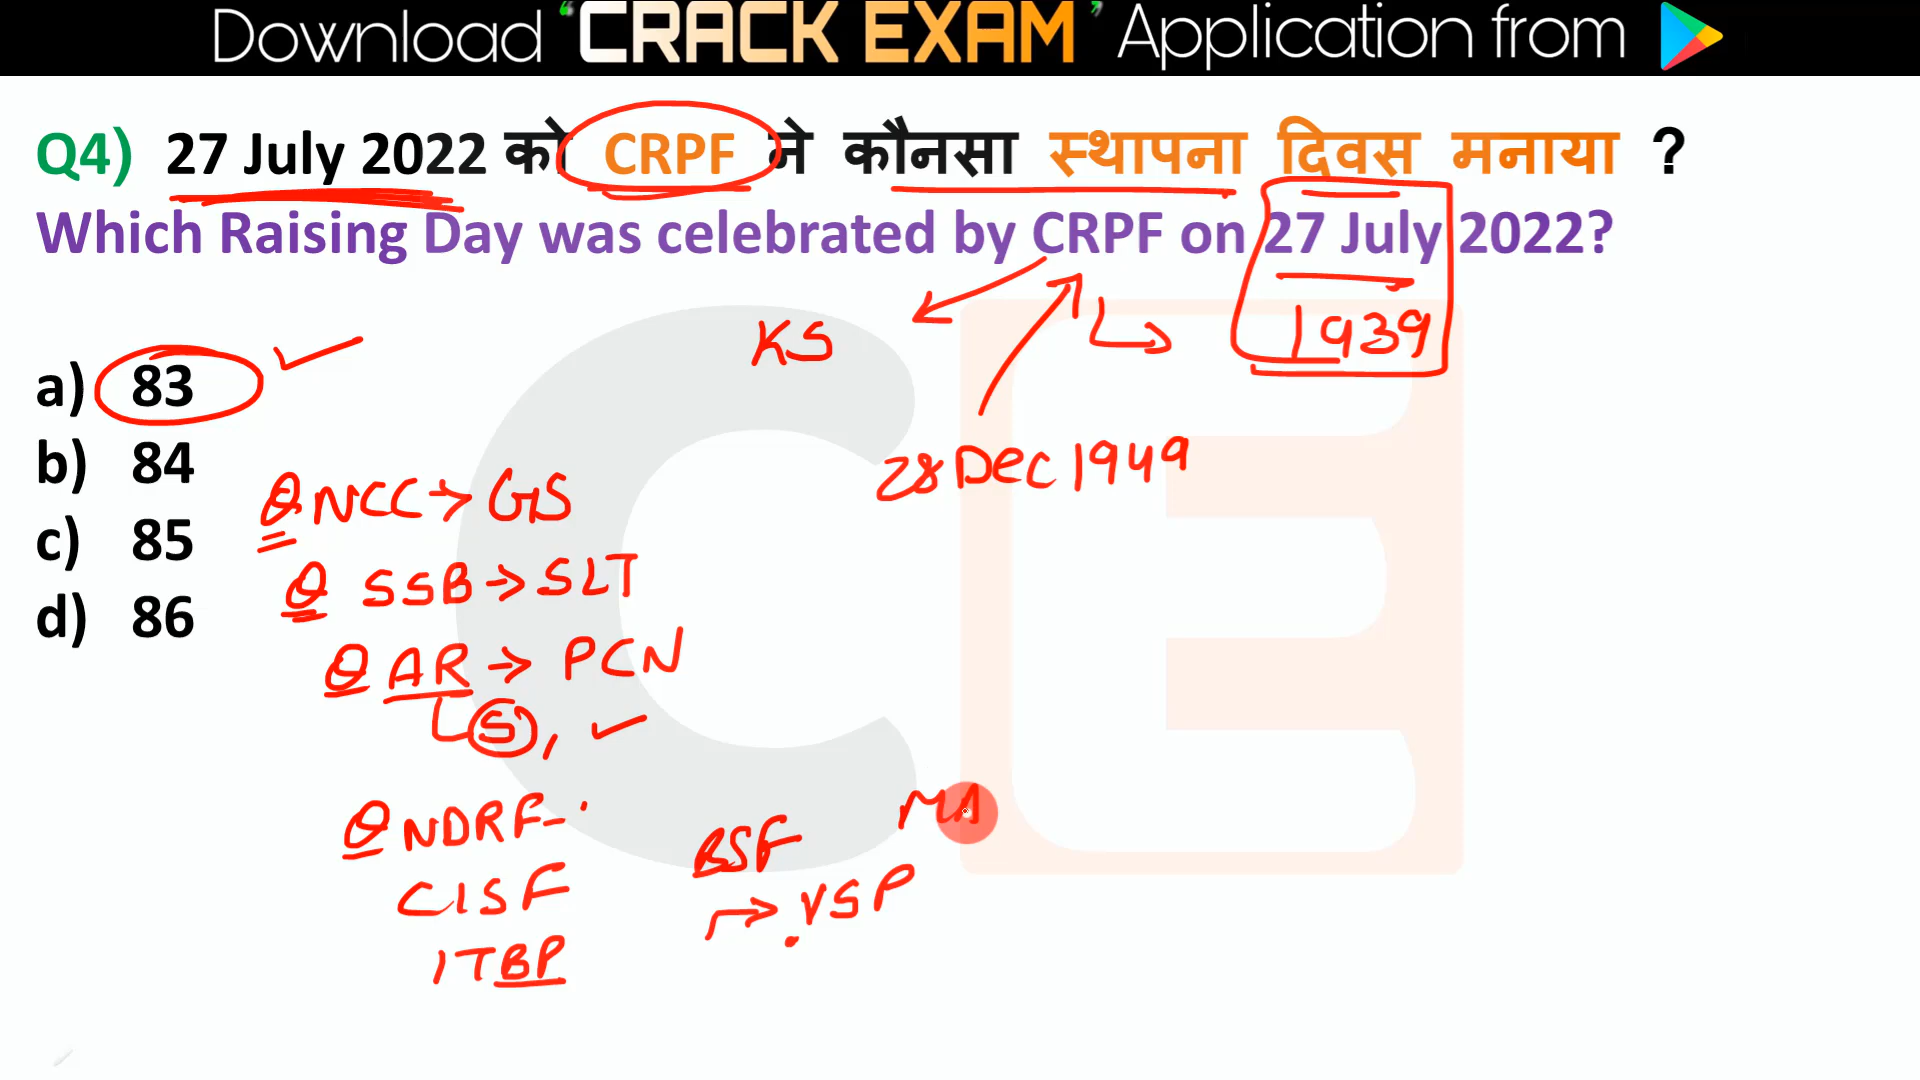 Download ‘CRACK EXAM’ Application from
Q4) 27 July 2022 को CRPF ने कौनसा स्थापना दिवस मनाया ?
Which Raising Day was celebrated by CRPF on 27 July 2022?
KS
1939
a) 83
b) 84
c) 85
d) 86
28 Dec 1949
Q NCC → GS
Q SSB → SLT
Q AR → PCN
S,
Q NDRF -
BSF
CISF
→ VSP
ITBP
CE